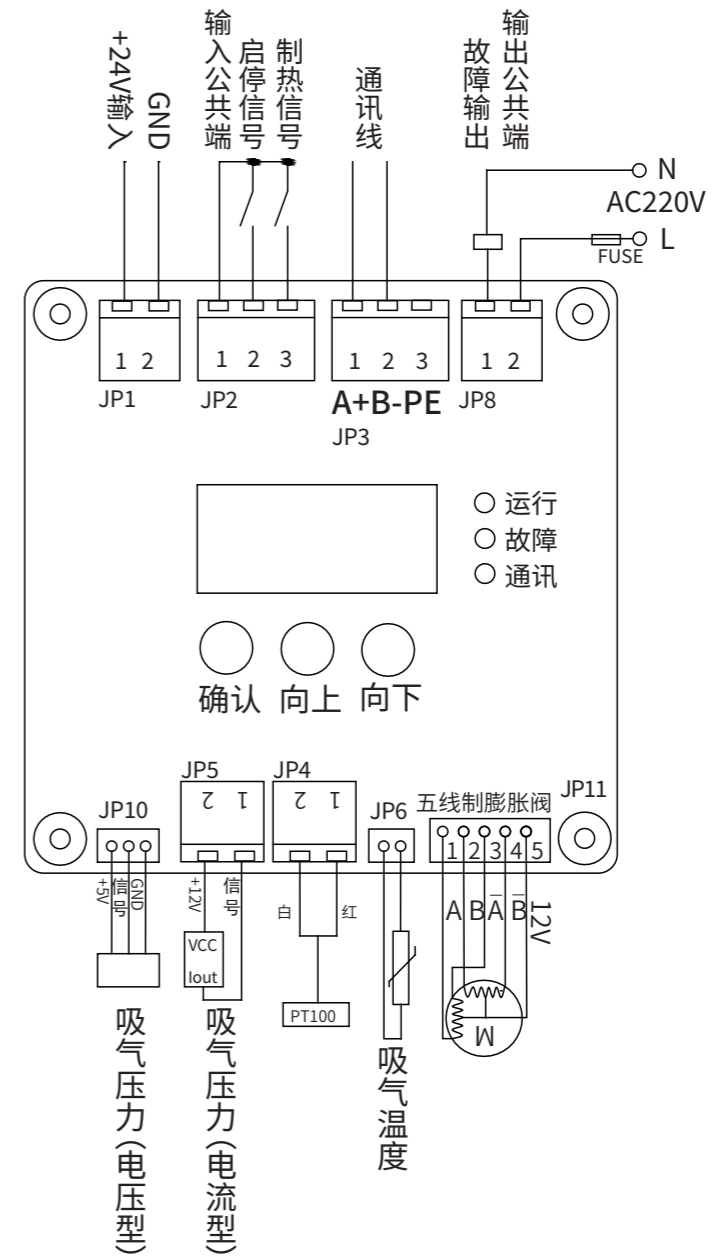 +24V输入
GND
输入公共端
启停信号
制热信号
通讯线
故障输出
输出公共端
N
AC220V
L
FUSE
1 2
1 2 3
1 2 3
1 2
JP1
JP2
A+B-PE
JP8
JP3
运行
故障
通讯
确认 向上 向下
JP5
JP4
2 1
2 1
JP10
JP6
五线制膨胀阀
JP11
1 2 3 4 5
+5V
信号
GND
+12V
信号
白
红
A B A̅ B̅ 12V
VCC
Iout
PT100
M
吸气压力(电压型)
吸气压力(电流型)
吸气温度